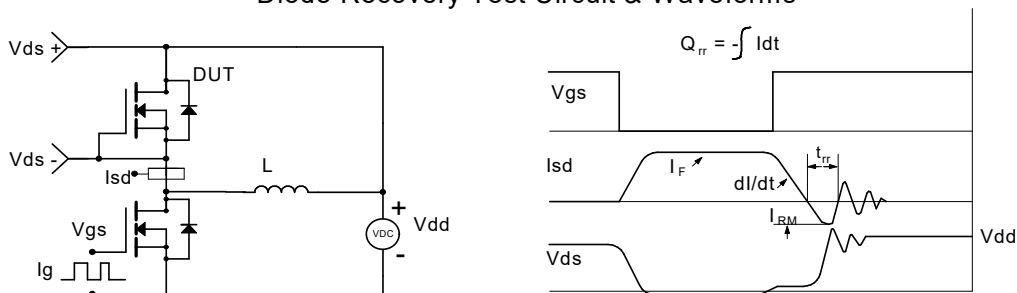 Diode Recovery Test Circuit & Waveforms
Vds +
DUT
Vds -
Isd
L
Vgs
Ig
+
VDC
-
Vdd
Q rr = -∫ Idt
Vgs
Isd
I F
dI/dt
t rr
I RM
Vdd
Vds